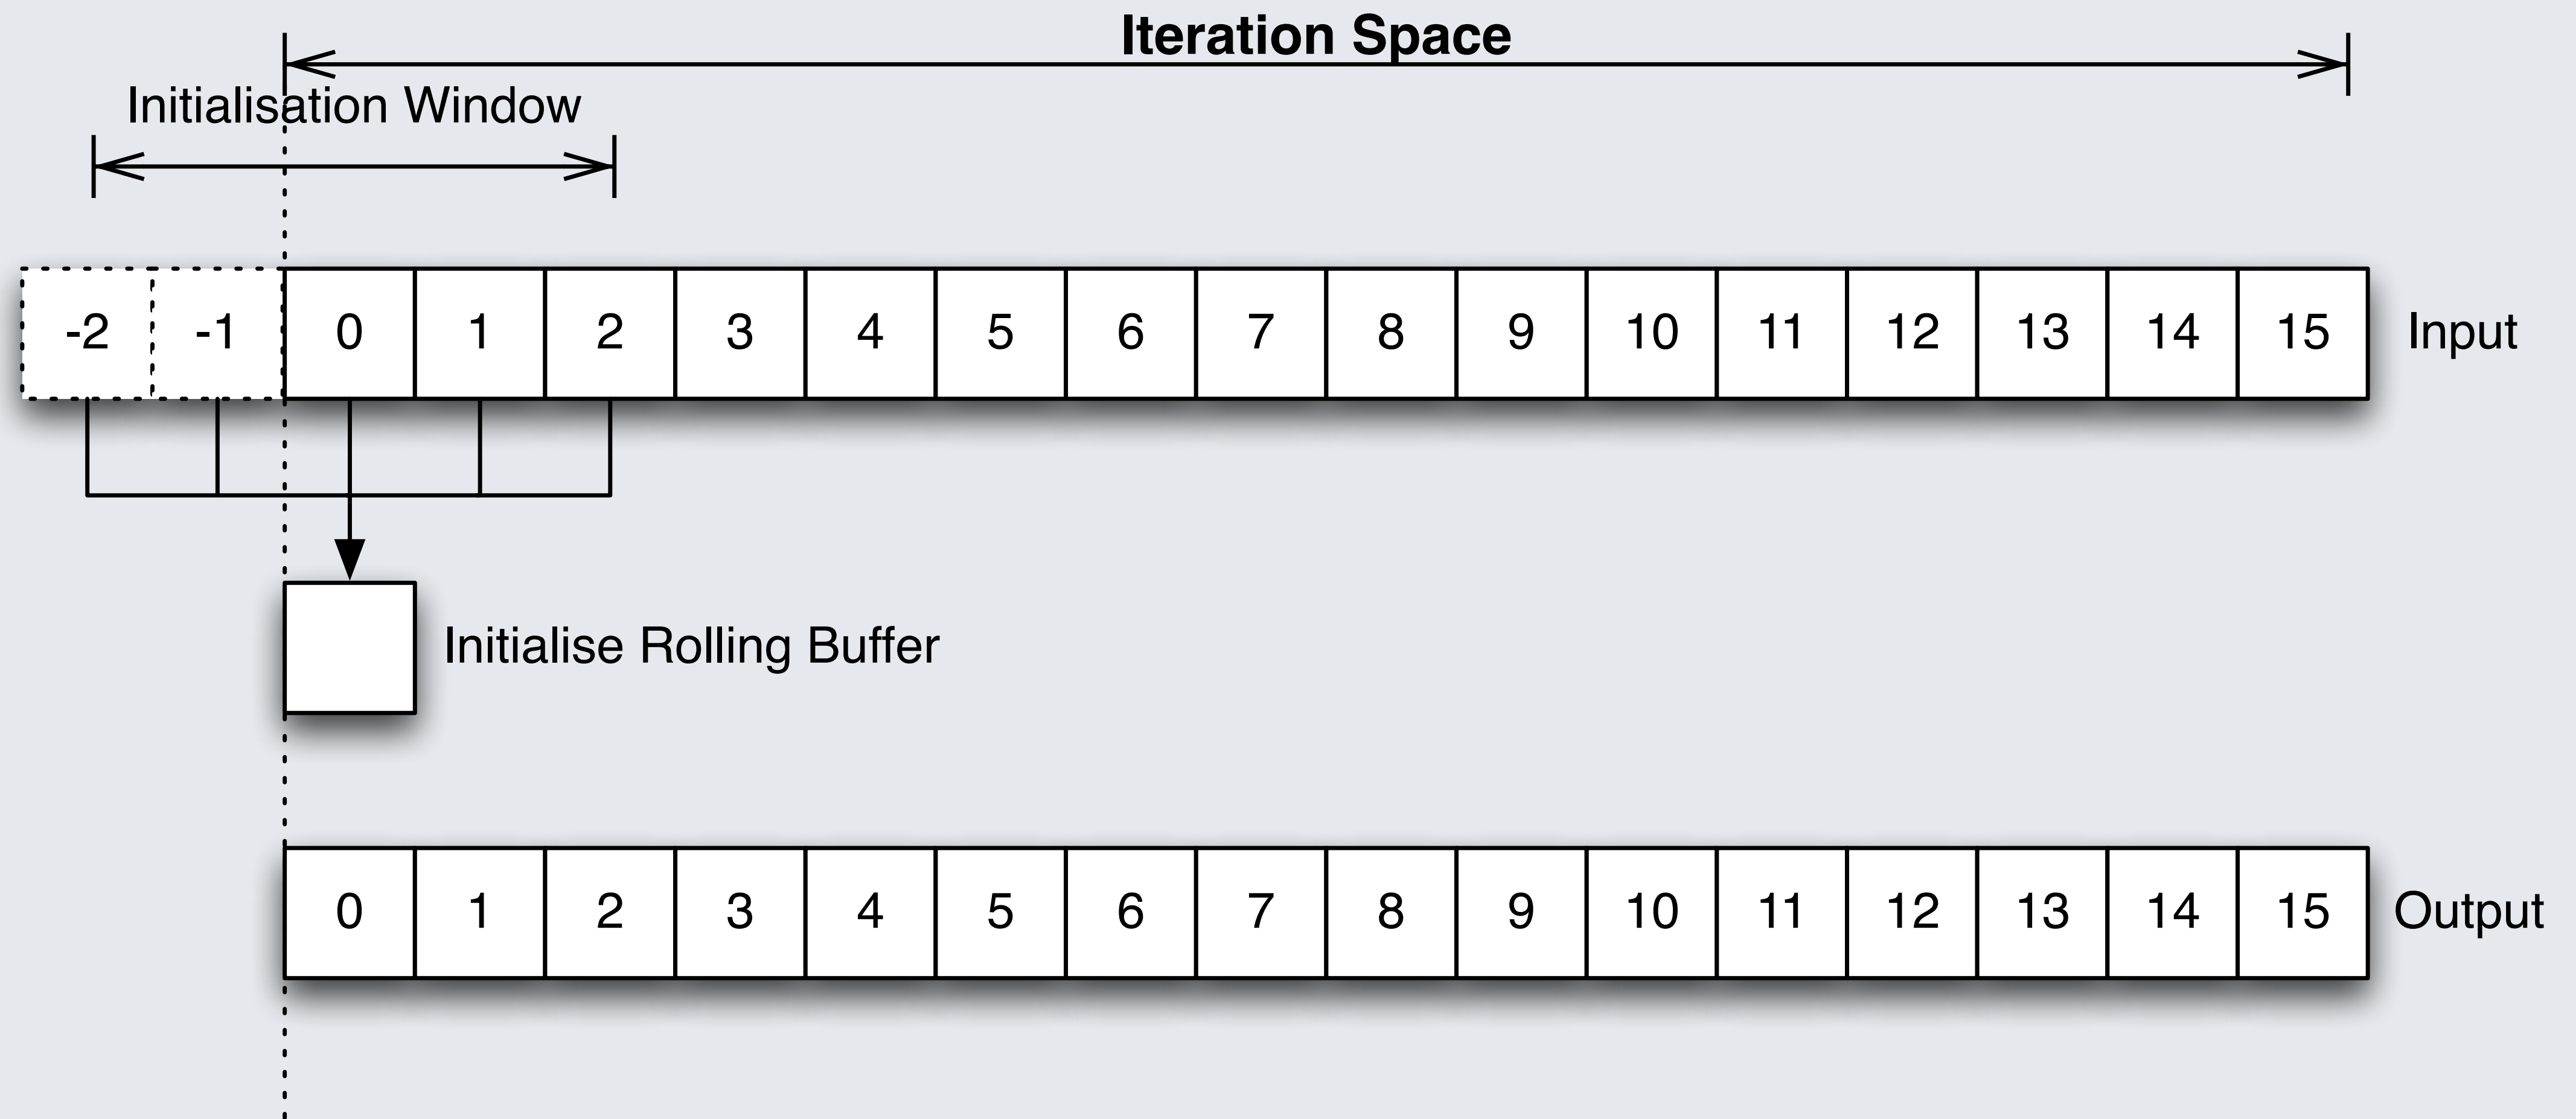 Iteration Space
Initialisation Window
-2 -1 0 1 2 3 4 5 6 7 8 9 10 11 12 13 14 15 Input
Initialise Rolling Buffer
0 1 2 3 4 5 6 7 8 9 10 11 12 13 14 15 Output